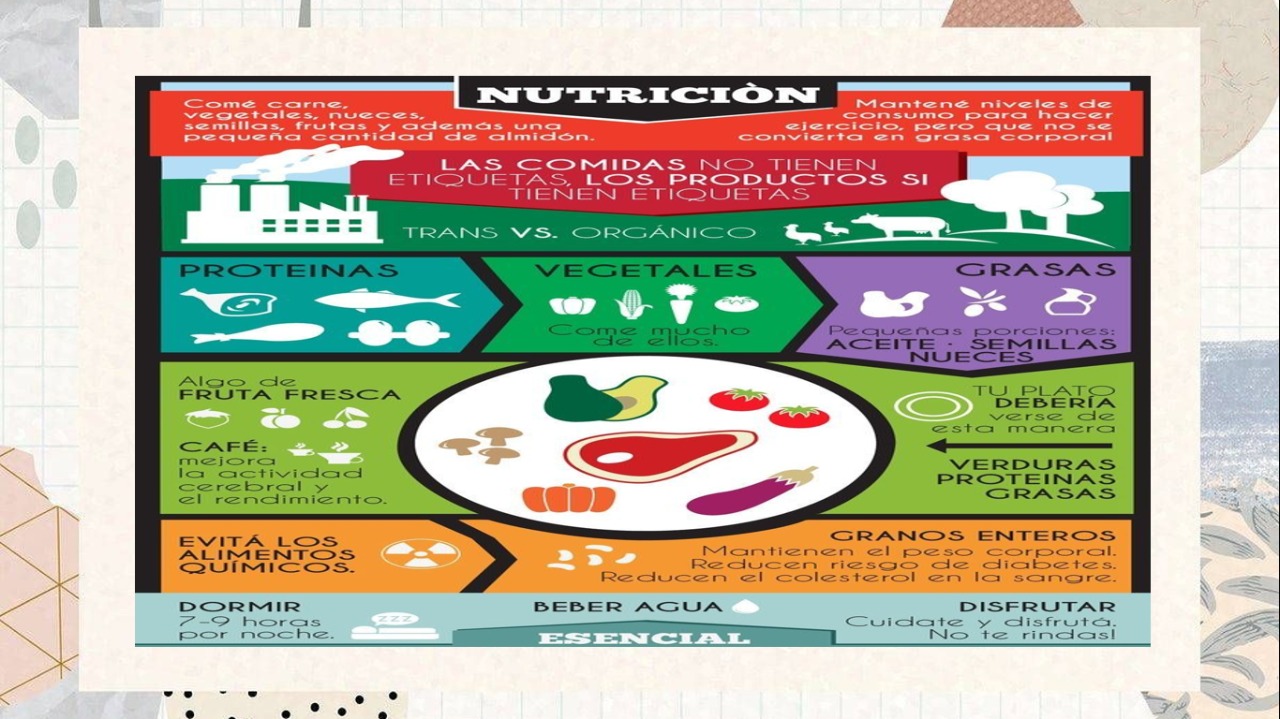 NUTRICIÒN
Comé carne,
vegetales, nueces,
semillas, frutas y además una
pequeña cantidad de almidón.
Mantené niveles de
consumo para hacer
ejercicio, pero que no se
convierta en grasa corporal
LAS COMIDAS NO TIENEN
ETIQUETAS, LOS PRODUCTOS SI
TIENEN ETIQUETAS
TRANS VS. ORGÁNICO
PROTEINAS
VEGETALES
Come mucho
de ellos.
GRASAS
Pequeñas porciones:
ACEITE · SEMILLAS
NUECES
Algo de
FRUTA FRESCA
CAFÉ:
mejora
la actividad
cerebral y
el rendimiento.
TU PLATO
DEBERÍA
verse de
esta manera
VERDURAS
PROTEINAS
GRASAS
EVITÁ LOS
ALIMENTOS
QUÍMICOS.
GRANOS ENTEROS
Mantienen el peso corporal.
Reducen riesgo de diabetes.
Reducen el colesterol en la sangre.
DORMIR
7-9 horas
por noche.
zzz
BEBER AGUA
ESENCIAL
DISFRUTAR
Cuidate y disfrutá.
No te rindas!